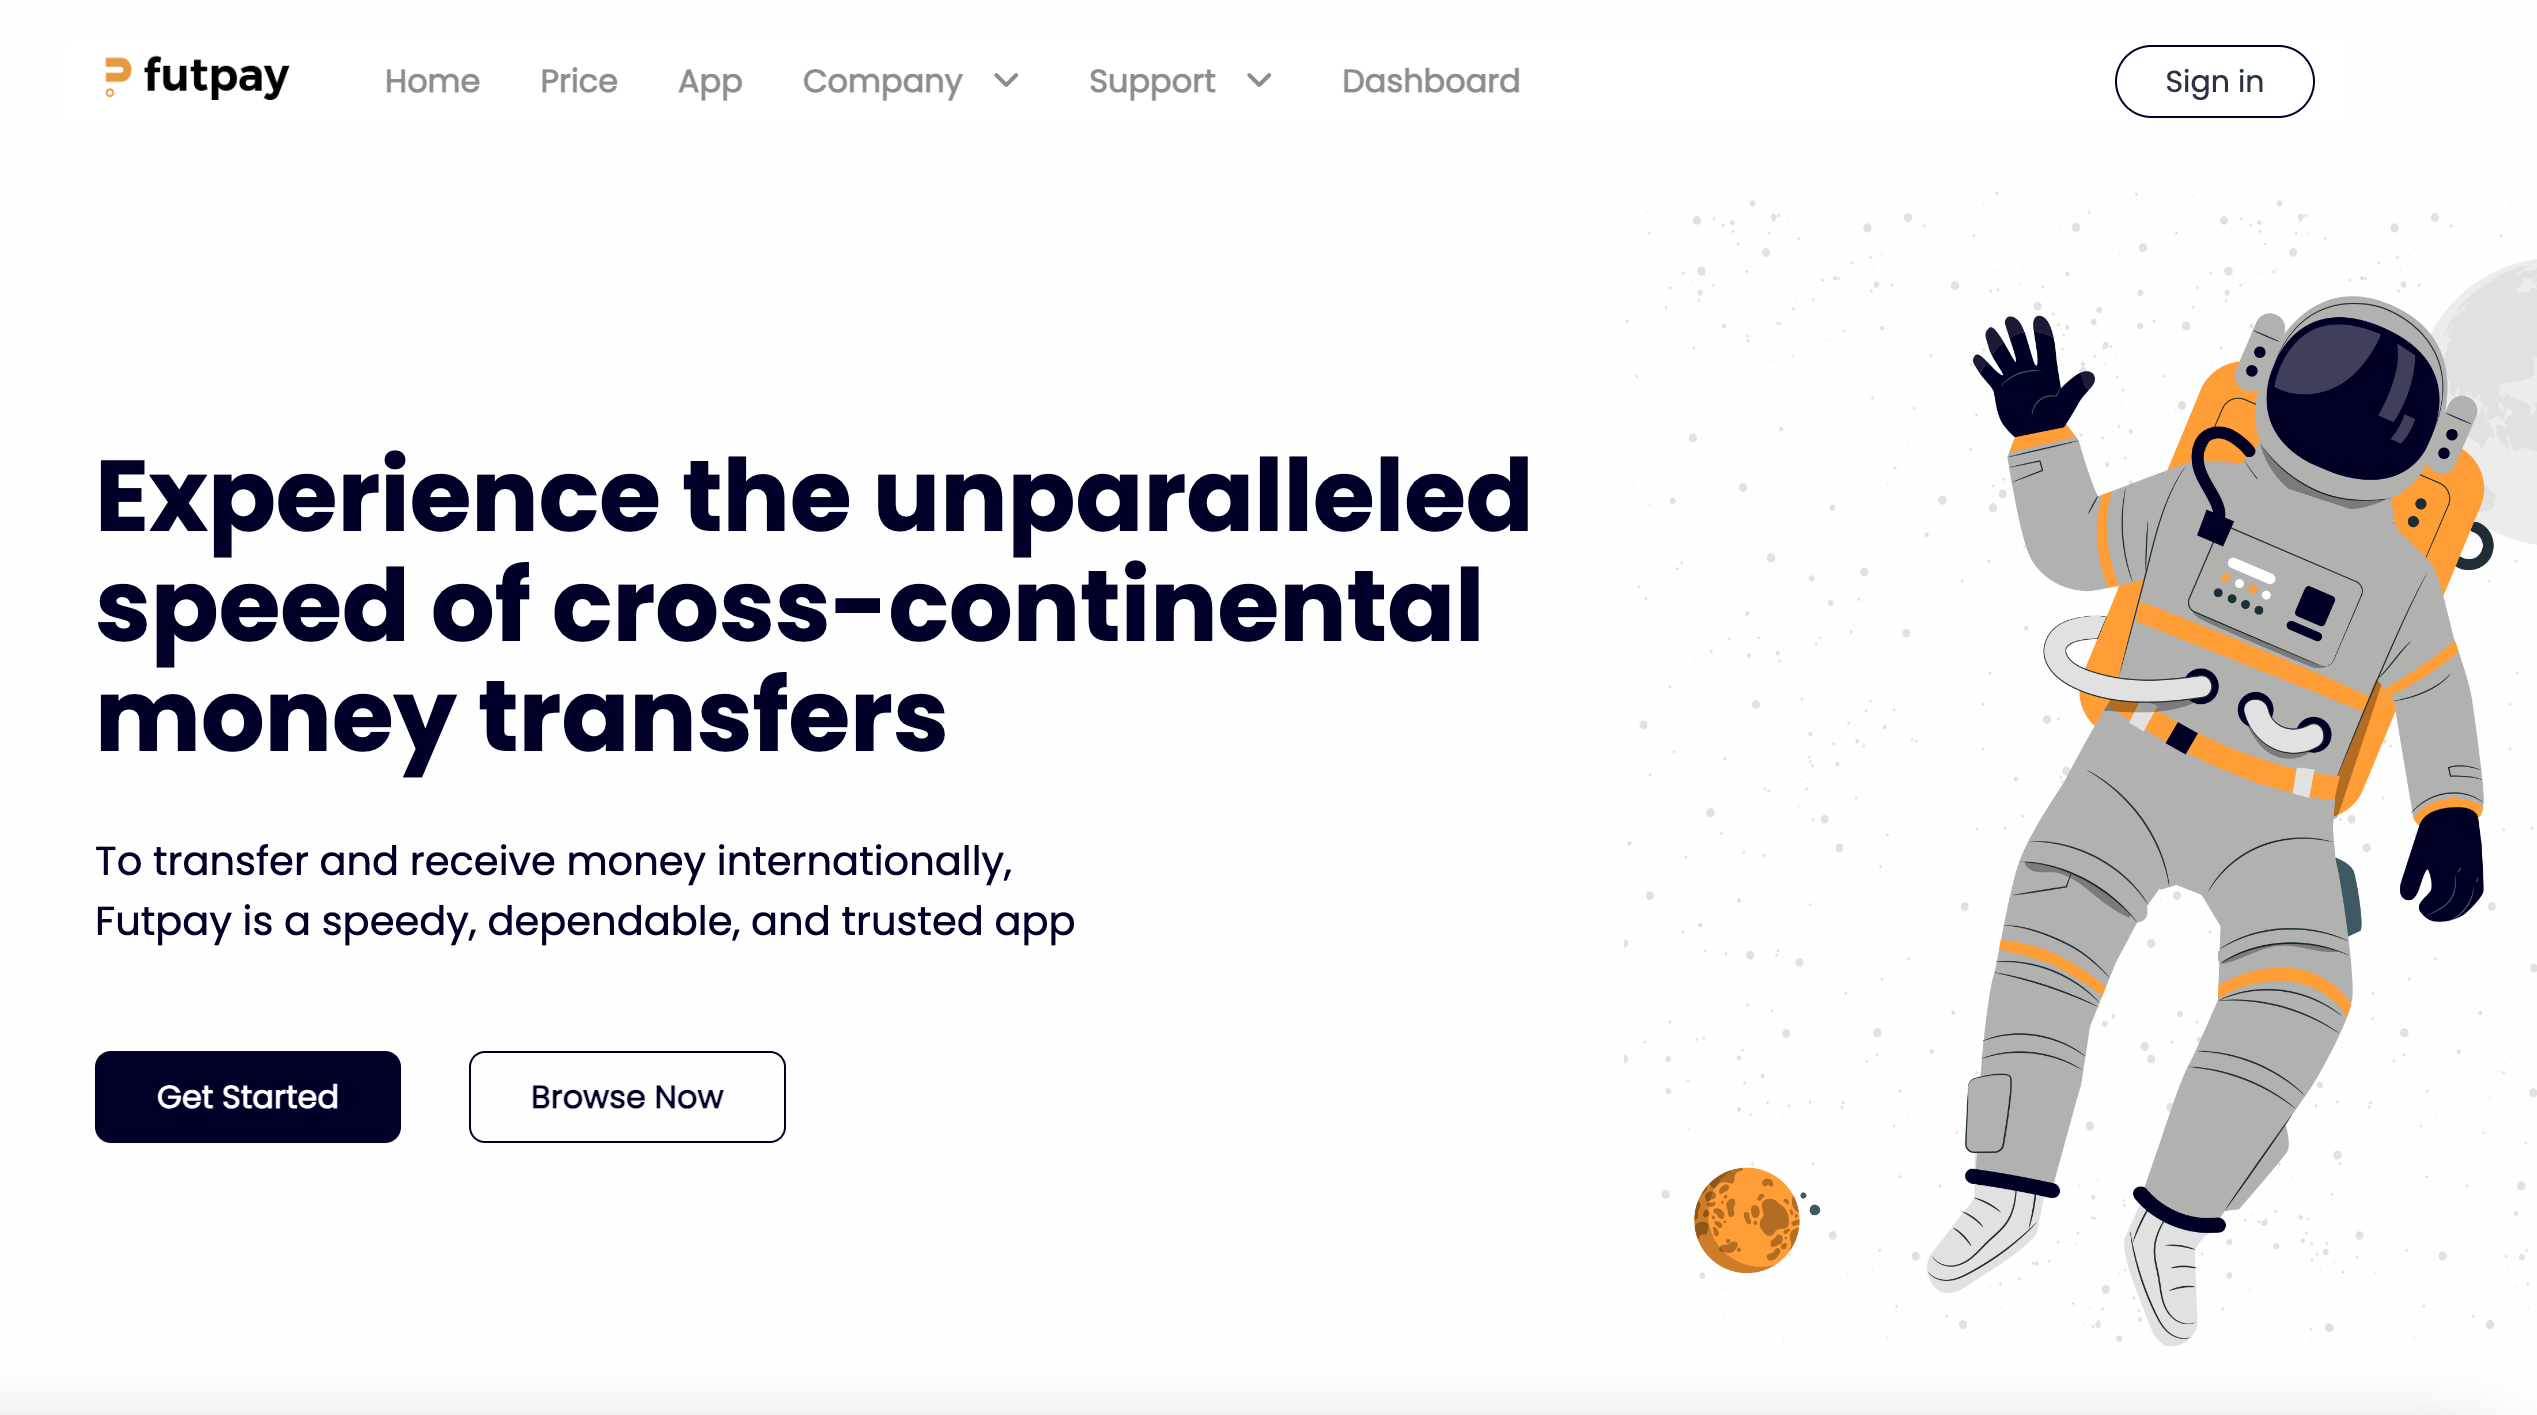 futpay
Home
Price
App
Company
Support
Dashboard
Sign in
Experience the unparalleled
speed of cross-continental
money transfers
To transfer and receive money internationally,
Futpay is a speedy, dependable, and trusted app
Get Started
Browse Now